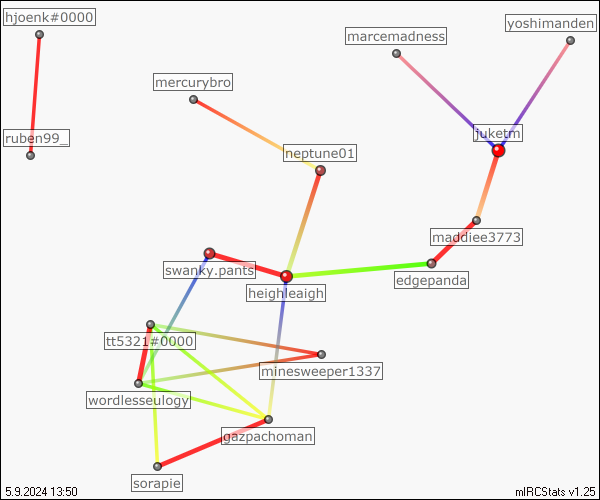 hjoenk#0000
yoshimanden
marcemadness
mercurybro
ruben99_
juketm
neptune01
maddiee3773
swanky.pants
edgepanda
heighleaigh
tt5321#0000
minesweeper1337
wordlesseulogy
gazpachoman
sorapie
5.9.2024 13:50
mIRCStats v1.25